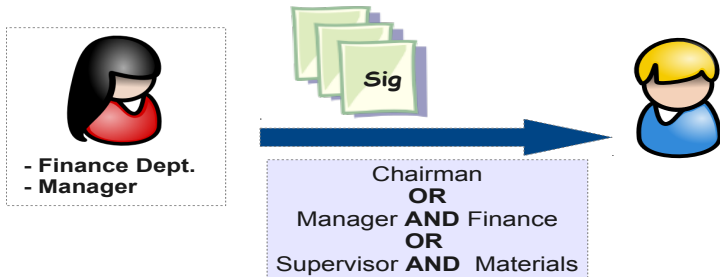 Sig
- Finance Dept.
- Manager
Chairman
OR
Manager AND Finance
OR
Supervisor AND Materials